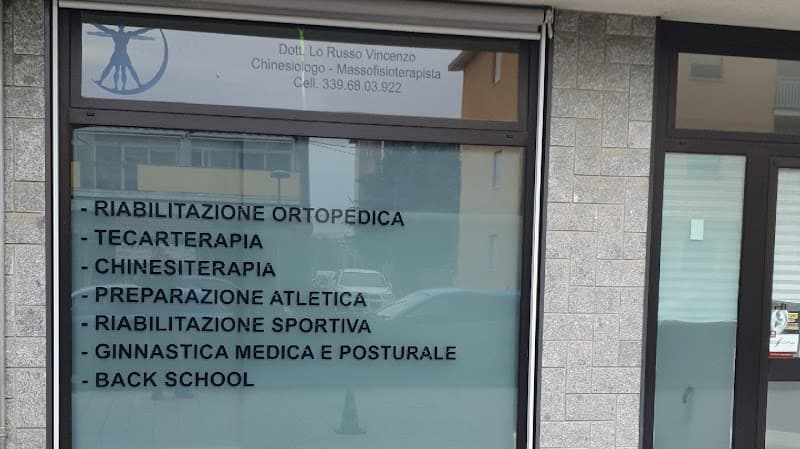 Dott. Lo Russo Vincenzo
Chinesiologo - Massofisioterapista
Cell. 339.68.03.922
- RIABILITAZIONE ORTOPEDICA
- TECARTERAPIA
- CHINESITERAPIA
- PREPARAZIONE ATLETICA
- RIABILITAZIONE SPORTIVA
- GINNASTICA MEDICA E POSTURALE
- BACK SCHOOL